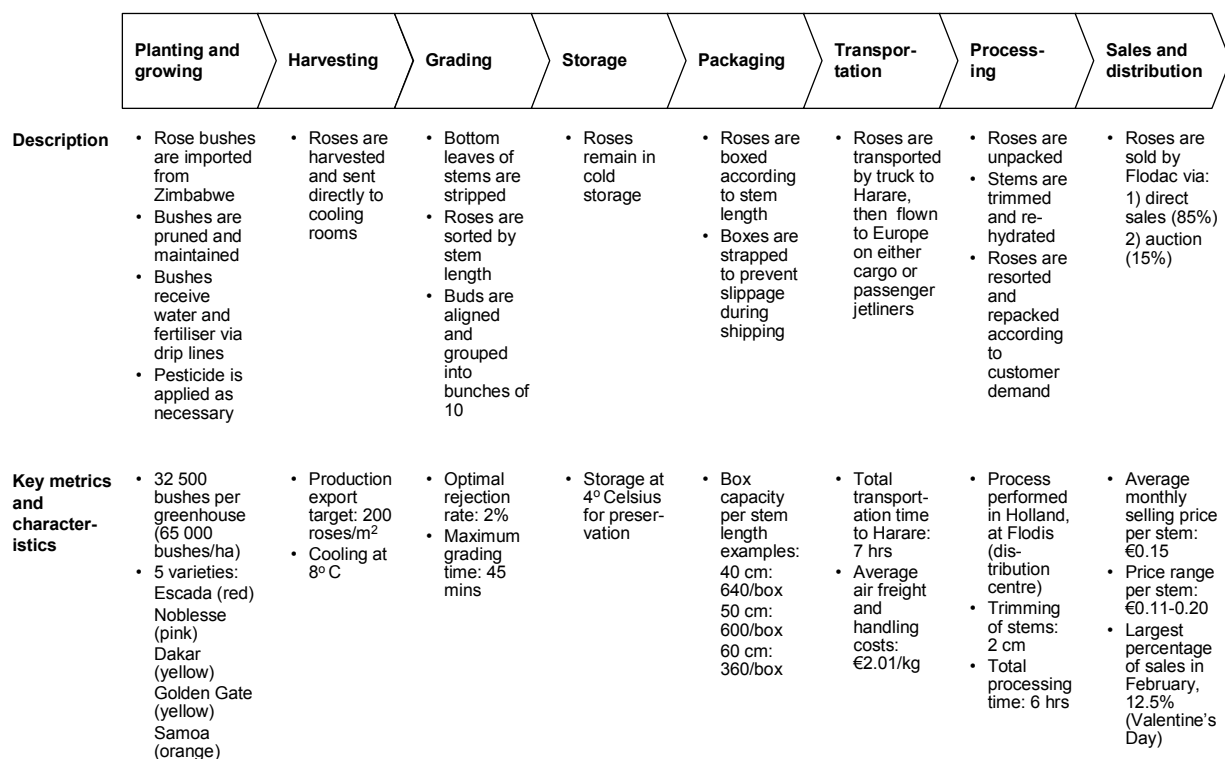 Planting and
growing
Harvesting
Grading
Storage
Packaging
Transpor-
tation
Process-
ing
Sales and
distribution
Description
• Rose bushes
are imported
from
Zimbabwe
• Bushes are
pruned and
maintained
• Bushes
receive
water and
fertiliser via
drip lines
• Pesticide is
applied as
necessary
• Roses are
harvested
and sent
directly to
cooling
rooms
• Bottom
leaves of
stems are
stripped
• Roses are
sorted by
stem
length
• Buds are
aligned
and
grouped
into
bunches of
10
• Roses
remain in
cold
storage
• Roses are
boxed
according
to stem
length
• Boxes are
strapped
to prevent
slippage
during
shipping
• Roses are
transported
by truck to
Harare,
then flown
to Europe
on either
cargo or
passenger
jetliners
• Roses are
unpacked
• Stems are
trimmed
and re-
hydrated
• Roses are
resorted
and
repacked
according
to
customer
demand
• Roses are
sold by
Flodac via:
1) direct
sales (85%)
2) auction
(15%)
Key metrics
and
character-
istics
• 32 500
bushes per
greenhouse
(65 000
bushes/ha)
• 5 varieties:
Escada (red)
Noblesse
(pink)
Dakar
(yellow)
Golden Gate
(yellow)
Samoa
(orange)
• Production
export
target: 200
roses/m²
• Cooling at
8º C
• Optimal
rejection
rate: 2%
• Maximum
grading
time: 45
mins
• Storage at
4º Celsius
for preser-
vation
• Box
capacity
per stem
length
examples:
40 cm:
640/box
50 cm:
600/box
60 cm:
360/box
• Total
transport-
ation time
to Harare:
7 hrs
• Average
air freight
and
handling
costs:
€2.01/kg
• Process
performed
in Holland,
at Flodis
(dis-
tribution
centre)
• Trimming
of stems:
2 cm
• Total
processing
time: 6 hrs
• Average
monthly
selling price
per stem:
€0.15
• Price range
per stem:
€0.11-0.20
• Largest
percentage
of sales in
February,
12.5%
(Valentine’s
Day)